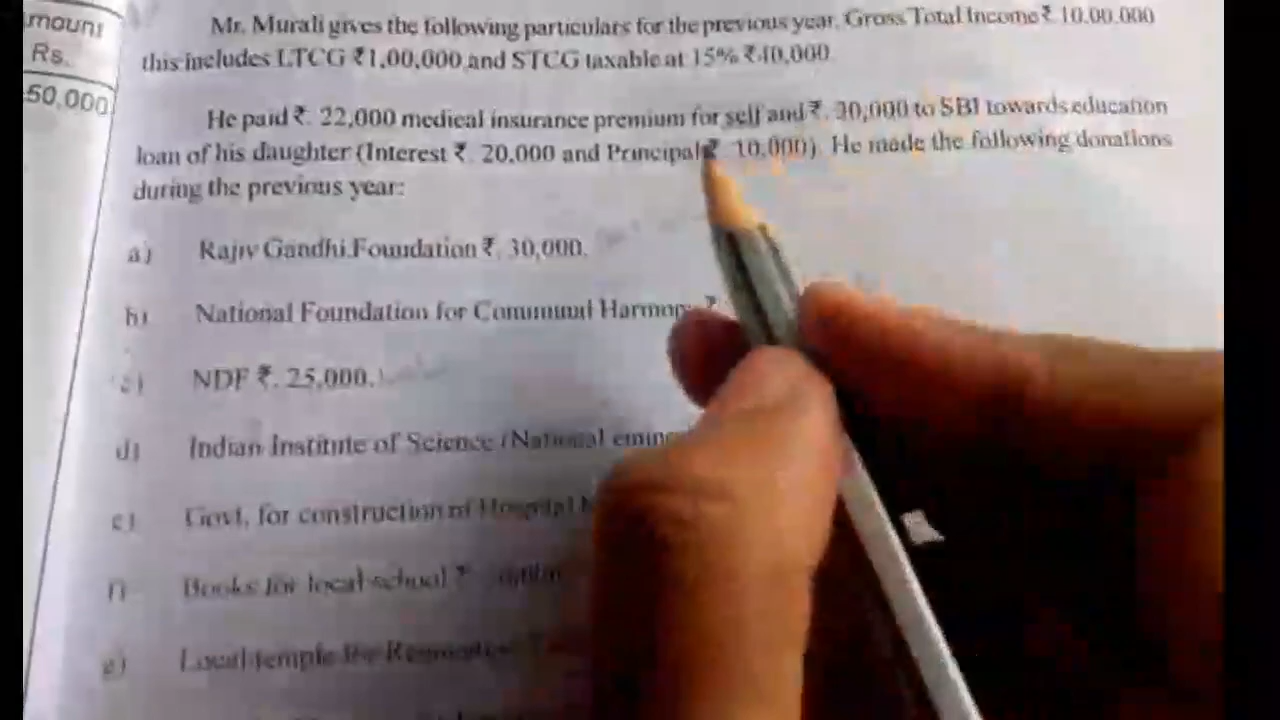 mount
Rs.
50,000
Mr. Murali gives the following particulars for the previous year. Gross Total Income ₹. 10,00,000
this includes LTCG ₹1,00,000 and STCG taxable at 15% ₹40,000
He paid ₹. 22,000 medical insurance premium for self and ₹. 30,000 to SBI towards education
loan of his daughter (Interest ₹. 20,000 and Principal ₹. 10,000). He made the following donations
during the previous year:
a) Rajiv Gandhi Foundation ₹. 30,000.
b) National Foundation for Communal Harmony ₹
c) NDF ₹. 25,000.
d) Indian Institute of Science (National
e) Govt. for construction of Hospital
f) Books for local school ₹
g) Local temple for